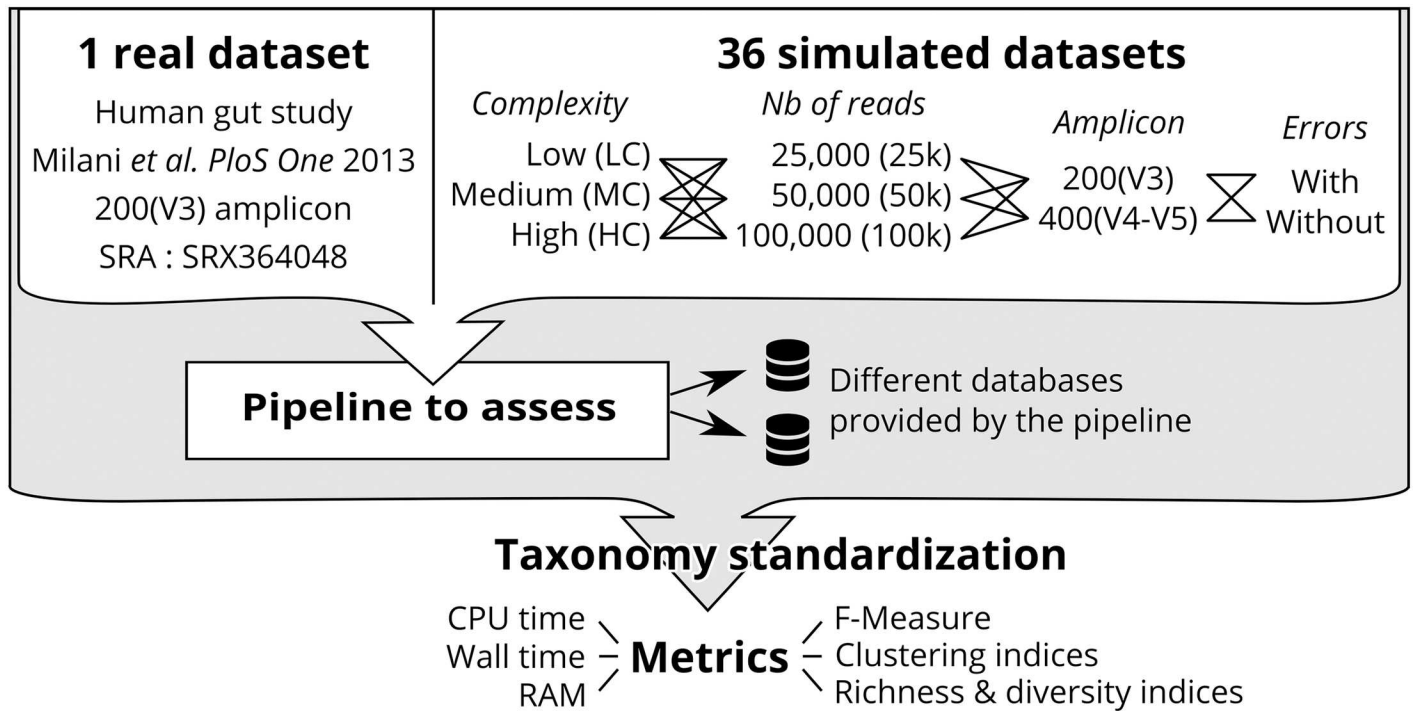 1 real dataset
Human gut study
Milani et al. PloS One 2013
200(V3) amplicon
SRA : SRX364048
36 simulated datasets
Complexity
Low (LC)
Medium (MC)
High (HC)
Nb of reads
25,000 (25k)
50,000 (50k)
100,000 (100k)
Amplicon
200(V3)
400(V4-V5)
Errors
With
Without
Pipeline to assess
Different databases
provided by the pipeline
Taxonomy standardization
CPU time
Wall time
RAM
Metrics
F-Measure
Clustering indices
Richness & diversity indices